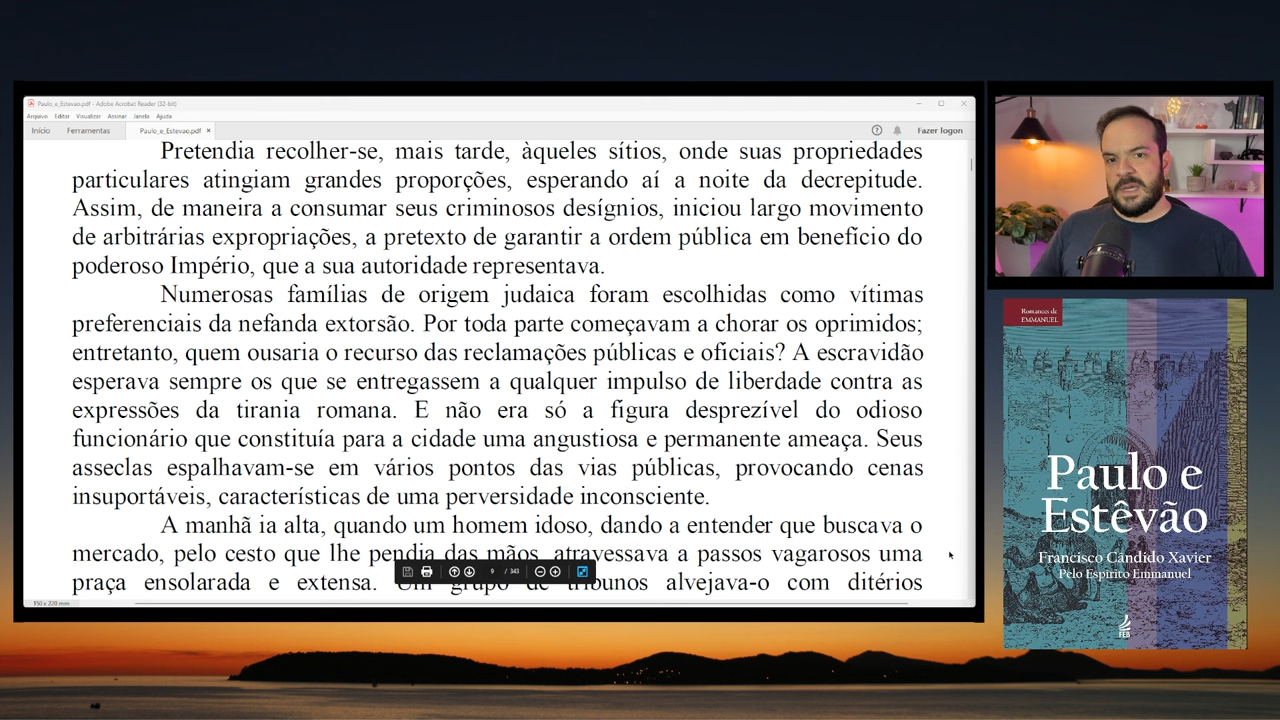 Paulo_e_Estevao.pdf - Adobe Acrobat Reader (32-bit)
Arquivo Editar Visualizar Assinar Janela Ajuda
Início Ferramentas Paulo_e_Estevao.pdf × Fazer logon
Pretendia recolher-se, mais tarde, àqueles sítios, onde suas propriedades
particulares atingiam grandes proporções, esperando aí a noite da decrepitude.
Assim, de maneira a consumar seus criminosos desígnios, iniciou largo movimento
de arbitrárias expropriações, a pretexto de garantir a ordem pública em benefício do
poderoso Império, que a sua autoridade representava.
Numerosas famílias de origem judaica foram escolhidas como vítimas
preferenciais da nefanda extorsão. Por toda parte começavam a chorar os oprimidos;
entretanto, quem ousaria o recurso das reclamações públicas e oficiais? A escravidão
esperava sempre os que se entregassem a qualquer impulso de liberdade contra as
expressões da tirania romana. E não era só a figura desprezível do odioso
funcionário que constituía para a cidade uma angustiosa e permanente ameaça. Seus
asseclas espalhavam-se em vários pontos das vias públicas, provocando cenas
insuportáveis, características de uma perversidade inconsciente.
A manhã ia alta, quando um homem idoso, dando a entender que buscava o
mercado, pelo cesto que lhe pendia das mãos, atravessava a passos vagarosos uma
praça ensolarada e extensa. Um grupo de tribunos alvejava-o com ditérios
9 / 343
150 x 220 mm
Romances de
EMMANUEL
Paulo e
Estêvão
Francisco Cândido Xavier
Pelo Espírito Emmanuel
FEB